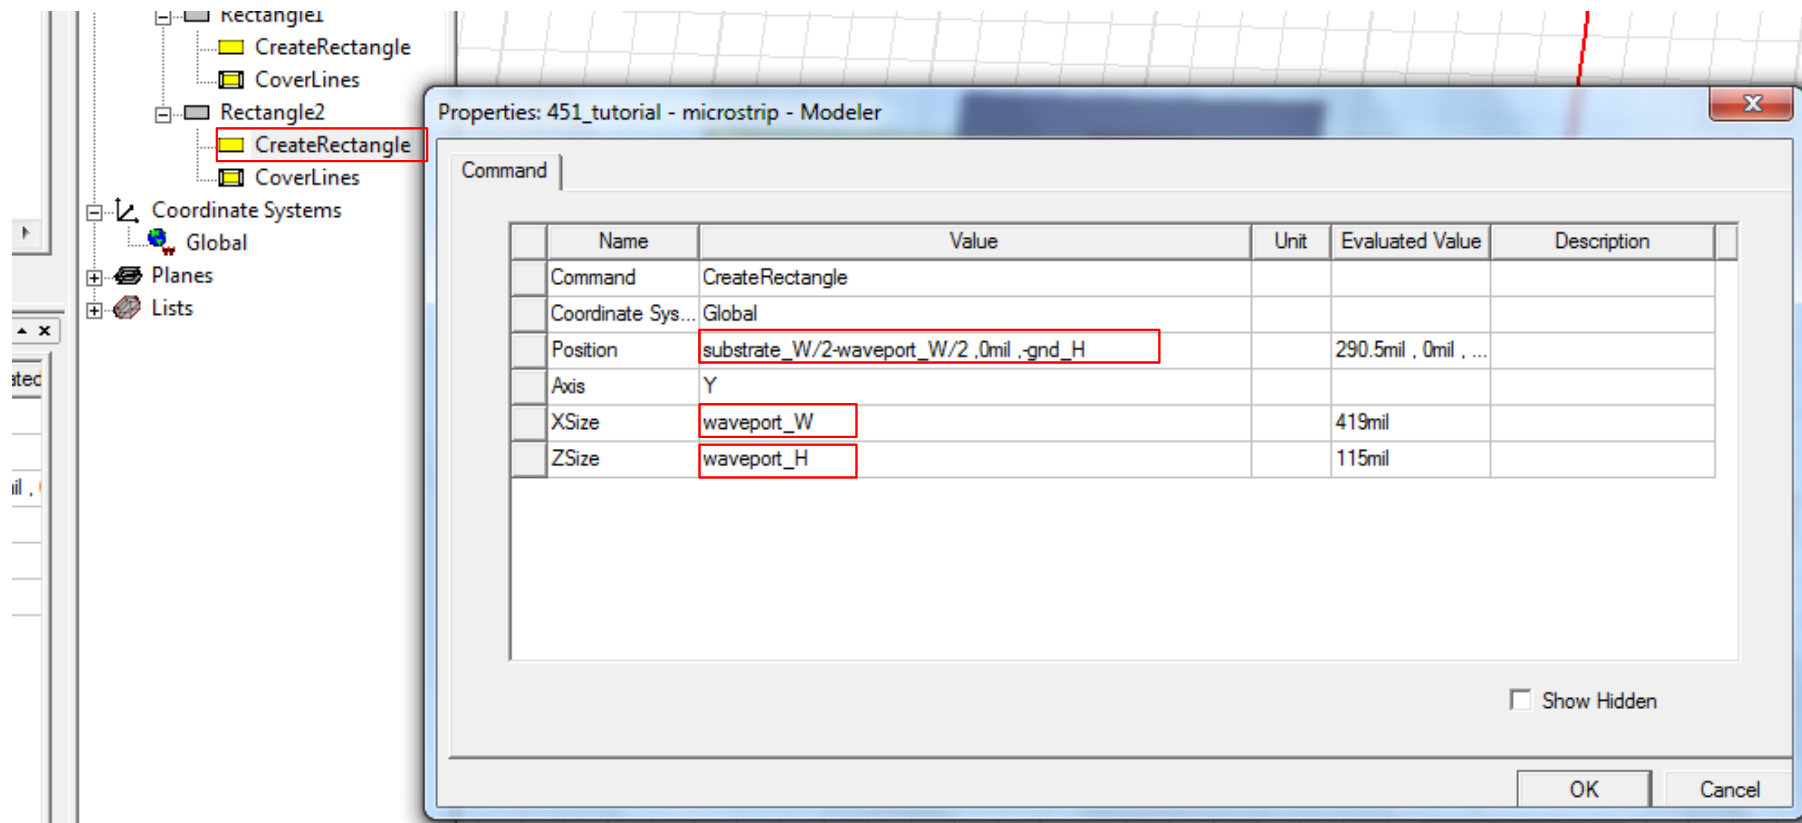 Rectangle1
CreateRectangle
CoverLines
Rectangle2
CreateRectangle
CoverLines
Coordinate Systems
Global
Planes
Lists
Properties: 451_tutorial - microstrip - Modeler
Command
Name Value Unit Evaluated Value Description
Command CreateRectangle
Coordinate Sys... Global
Position substrate_W/2-waveport_W/2 ,0mil ,-gnd_H 290.5mil , 0mil , ...
Axis Y
XSize waveport_W 419mil
ZSize waveport_H 115mil
Show Hidden
OK Cancel